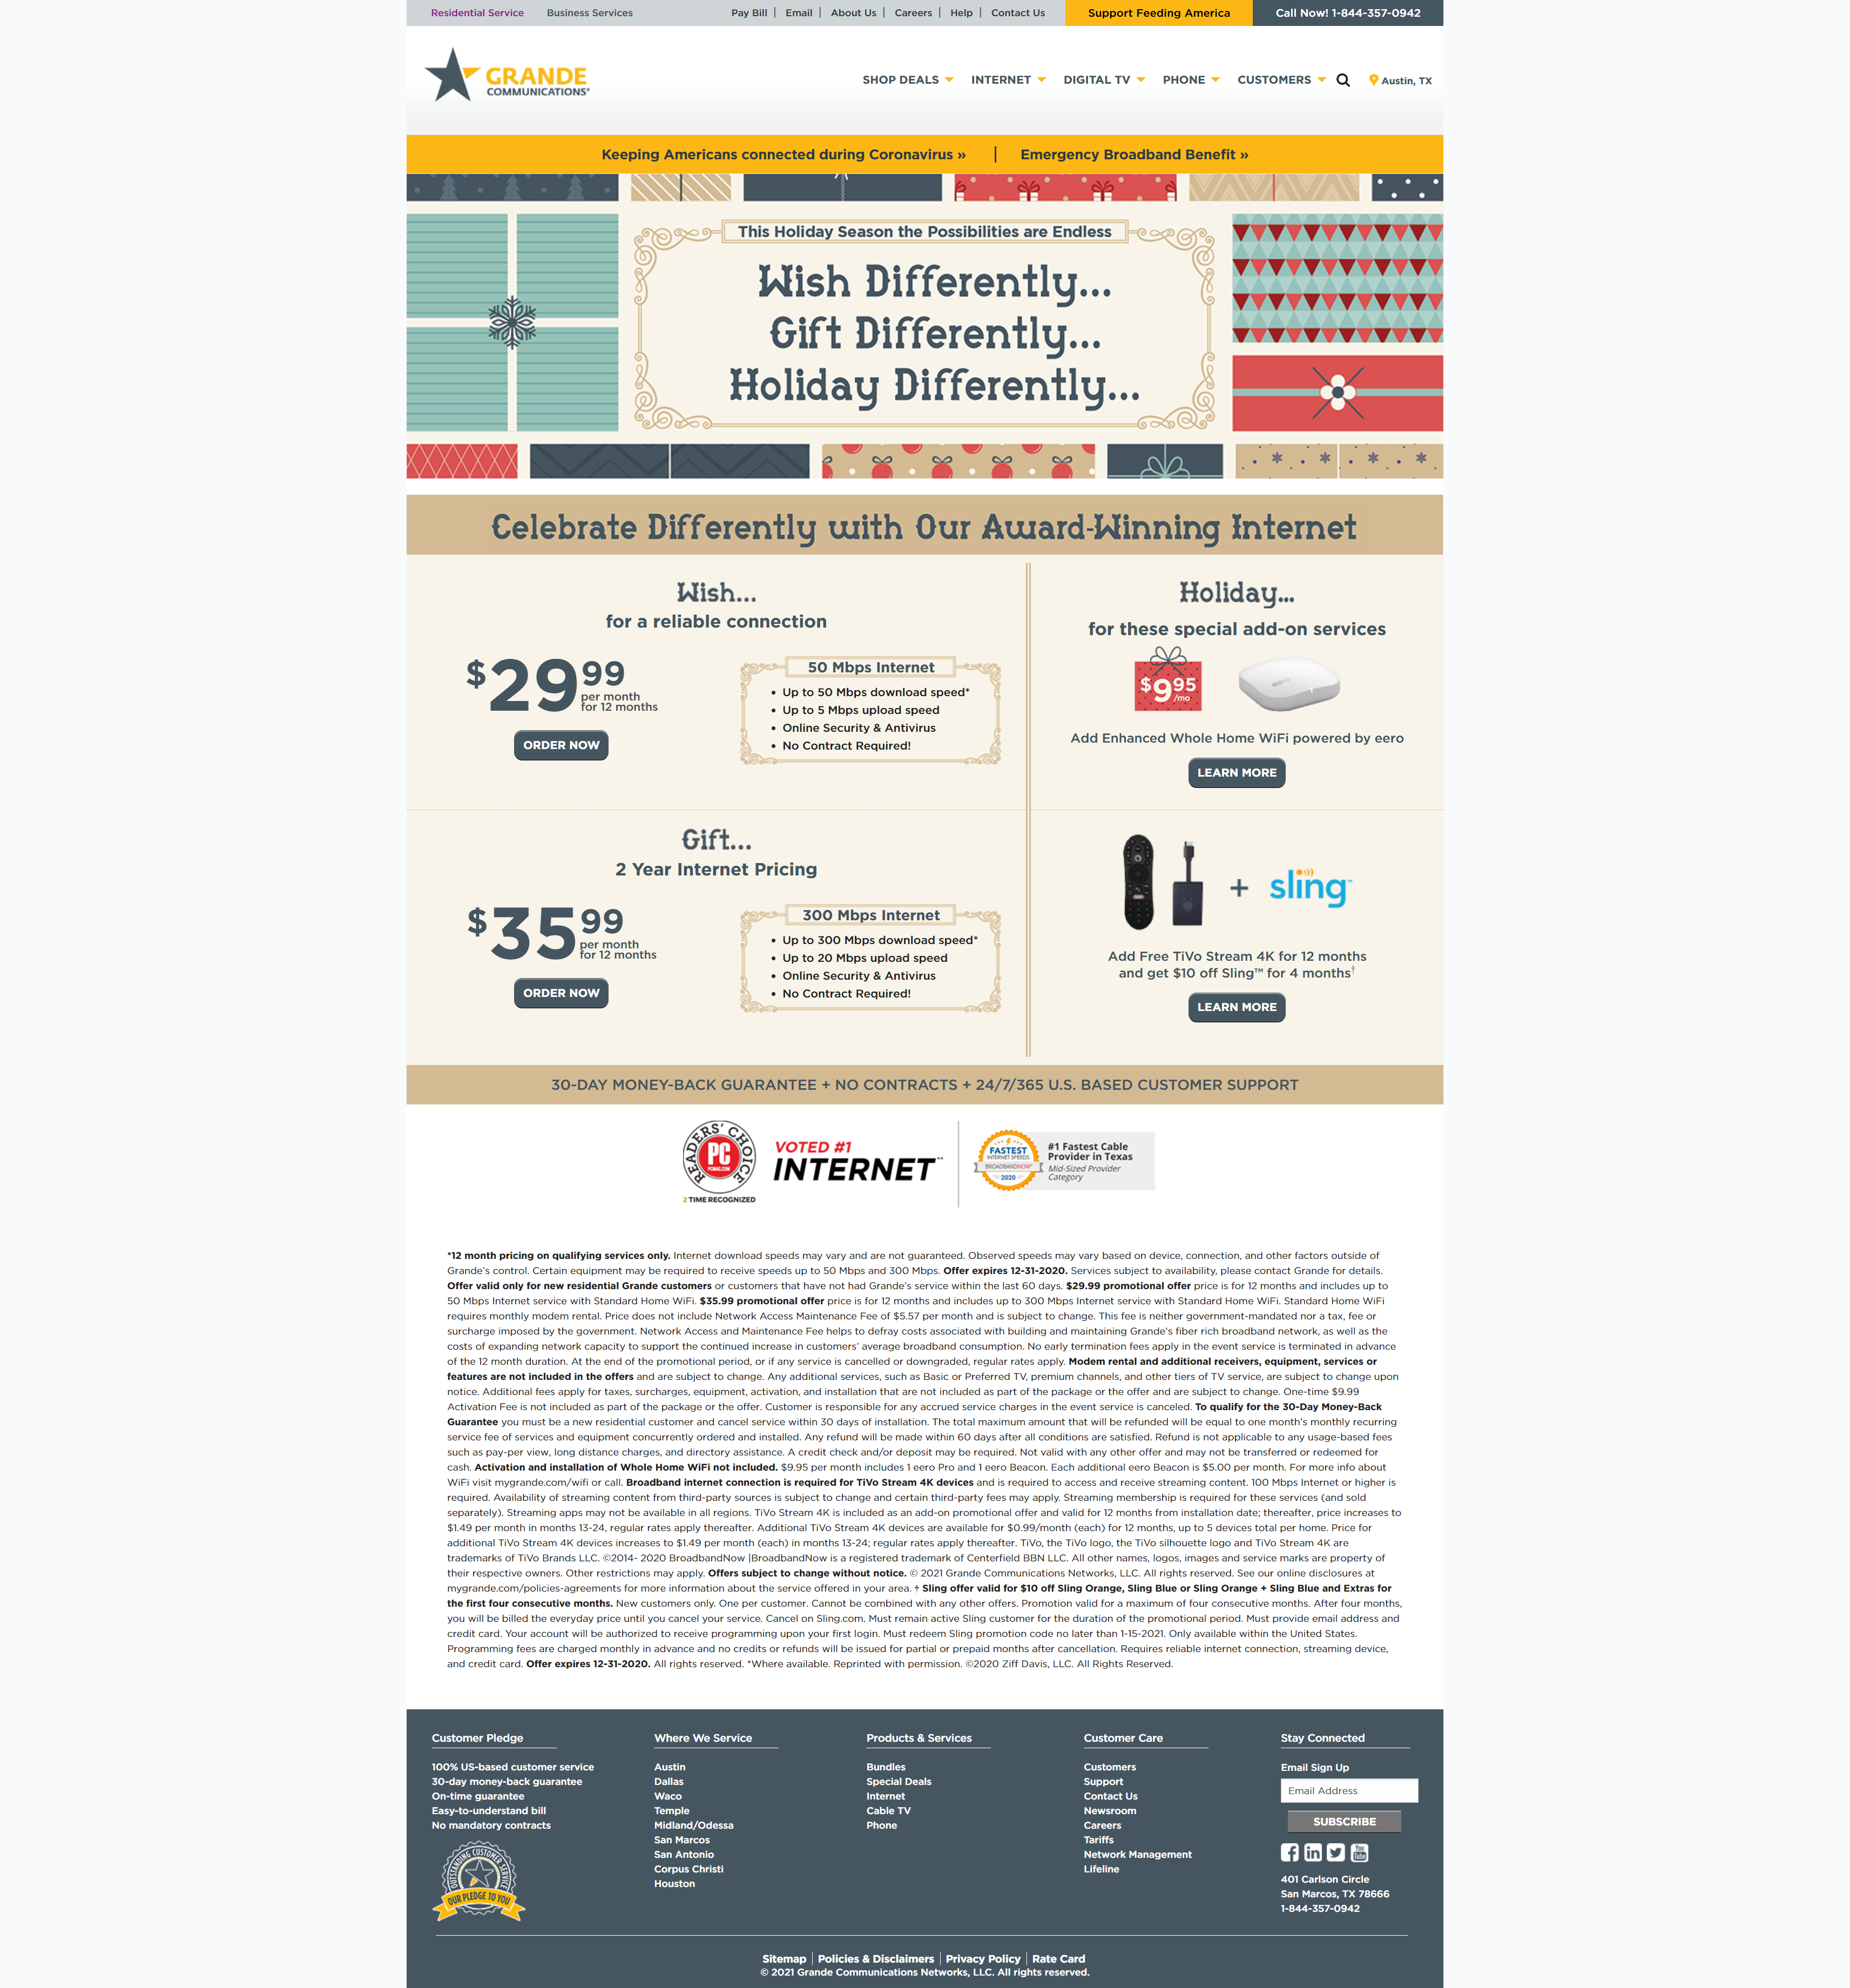 Residential Service
Business Services
Pay Bill | Email | About Us | Careers | Help | Contact Us
Support Feeding America
Call Now! 1-844-357-0942
GRANDE
COMMUNICATIONS®
SHOP DEALS
INTERNET
DIGITAL TV
PHONE
CUSTOMERS
Austin, TX
Keeping Americans connected during Coronavirus » | Emergency Broadband Benefit »
This Holiday Season the Possibilities are Endless
Wish Differently...
Gift Differently...
Holiday Differently...
Celebrate Differently with Our Award-Winning Internet
Wish...
for a reliable connection
$29 99
per month
for 12 months
ORDER NOW
50 Mbps Internet
• Up to 50 Mbps download speed*
• Up to 5 Mbps upload speed
• Online Security & Antivirus
• No Contract Required!
Holiday...
for these special add-on services
$9 95
/mo
Add Enhanced Whole Home WiFi powered by eero
LEARN MORE
Gift...
2 Year Internet Pricing
$35 99
per month
for 12 months
ORDER NOW
300 Mbps Internet
• Up to 300 Mbps download speed*
• Up to 20 Mbps upload speed
• Online Security & Antivirus
• No Contract Required!
+ sling™
Add Free TiVo Stream 4K for 12 months
and get $10 off Sling™ for 4 months†
LEARN MORE
30-DAY MONEY-BACK GUARANTEE + NO CONTRACTS + 24/7/365 U.S. BASED CUSTOMER SUPPORT
READERS' CHOICE
PC
PCMAG.COM
2 TIME RECOGNIZED
VOTED #1
INTERNET**
FASTEST
INTERNET SPEEDS
BROADBANDNOW
2020
#1 Fastest Cable
Provider in Texas
Mid-Sized Provider
Category
*12 month pricing on qualifying services only. Internet download speeds may vary and are not guaranteed. Observed speeds may vary based on device, connection, and other factors outside of
Grande's control. Certain equipment may be required to receive speeds up to 50 Mbps and 300 Mbps. Offer expires 12-31-2020. Services subject to availability, please contact Grande for details.
Offer valid only for new residential Grande customers or customers that have not had Grande's service within the last 60 days. $29.99 promotional offer price is for 12 months and includes up to
50 Mbps Internet service with Standard Home WiFi. $35.99 promotional offer price is for 12 months and includes up to 300 Mbps Internet service with Standard Home WiFi. Standard Home WiFi
requires monthly modem rental. Price does not include Network Access Maintenance Fee of $5.57 per month and is subject to change. This fee is neither government-mandated nor a tax, fee or
surcharge imposed by the government. Network Access and Maintenance Fee helps to defray costs associated with building and maintaining Grande's fiber rich broadband network, as well as the
costs of expanding network capacity to support the continued increase in customers' average broadband consumption. No early termination fees apply in the event service is terminated in advance
of the 12 month duration. At the end of the promotional period, or if any service is cancelled or downgraded, regular rates apply. Modem rental and additional receivers, equipment, services or
features are not included in the offers and are subject to change. Any additional services, such as Basic or Preferred TV, premium channels, and other tiers of TV service, are subject to change upon
notice. Additional fees apply for taxes, surcharges, equipment, activation, and installation that are not included as part of the package or the offer and are subject to change. One-time $9.99
Activation Fee is not included as part of the package or the offer. Customer is responsible for any accrued service charges in the event service is canceled. To qualify for the 30-Day Money-Back
Guarantee you must be a new residential customer and cancel service within 30 days of installation. The total maximum amount that will be refunded will be equal to one month's monthly recurring
service fee of services and equipment concurrently ordered and installed. Any refund will be made within 60 days after all conditions are satisfied. Refund is not applicable to any usage-based fees
such as pay-per view, long distance charges, and directory assistance. A credit check and/or deposit may be required. Not valid with any other offer and may not be transferred or redeemed for
cash. Activation and installation of Whole Home WiFi not included. $9.95 per month includes 1 eero Pro and 1 eero Beacon. Each additional eero Beacon is $5.00 per month. For more info about
WiFi visit mygrande.com/wifi or call. Broadband internet connection is required for TiVo Stream 4K devices and is required to access and receive streaming content. 100 Mbps Internet or higher is
required. Availability of streaming content from third-party sources is subject to change and certain third-party fees may apply. Streaming membership is required for these services (and sold
separately). Streaming apps may not be available in all regions. TiVo Stream 4K is included as an add-on promotional offer and valid for 12 months from installation date; thereafter, price increases to
$1.49 per month in months 13-24, regular rates apply thereafter. Additional TiVo Stream 4K devices are available for $0.99/month (each) for 12 months, up to 5 devices total per home. Price for
additional TiVo Stream 4K devices increases to $1.49 per month (each) in months 13-24; regular rates apply thereafter. TiVo, the TiVo logo, the TiVo silhouette logo and TiVo Stream 4K are
trademarks of TiVo Brands LLC. ©2014- 2020 BroadbandNow |BroadbandNow is a registered trademark of Centerfield BBN LLC. All other names, logos, images and service marks are property of
their respective owners. Other restrictions may apply. Offers subject to change without notice. © 2021 Grande Communications Networks, LLC. All rights reserved. See our online disclosures at
mygrande.com/policies-agreements for more information about the service offered in your area. † Sling offer valid for $10 off Sling Orange, Sling Blue or Sling Orange + Sling Blue and Extras for
the first four consecutive months. New customers only. One per customer. Cannot be combined with any other offers. Promotion valid for a maximum of four consecutive months. After four months,
you will be billed the everyday price until you cancel your service. Cancel on Sling.com. Must remain active Sling customer for the duration of the promotional period. Must provide email address and
credit card. Your account will be authorized to receive programming upon your first login. Must redeem Sling promotion code no later than 1-15-2021. Only available within the United States.
Programming fees are charged monthly in advance and no credits or refunds will be issued for partial or prepaid months after cancellation. Requires reliable internet connection, streaming device,
and credit card. Offer expires 12-31-2020. All rights reserved. *Where available. Reprinted with permission. ©2020 Ziff Davis, LLC. All Rights Reserved.
Customer Pledge
100% US-based customer service
30-day money-back guarantee
On-time guarantee
Easy-to-understand bill
No mandatory contracts
OUTSTANDING CUSTOMER SERVICE
OUR PLEDGE TO YOU
Where We Service
Austin
Dallas
Waco
Temple
Midland/Odessa
San Marcos
San Antonio
Corpus Christi
Houston
Products & Services
Bundles
Special Deals
Internet
Cable TV
Phone
Customer Care
Customers
Support
Contact Us
Newsroom
Careers
Tariffs
Network Management
Lifeline
Stay Connected
Email Sign Up
Email Address
SUBSCRIBE
You Tube
401 Carlson Circle
San Marcos, TX 78666
1-844-357-0942
Sitemap | Policies & Disclaimers | Privacy Policy | Rate Card
© 2021 Grande Communications Networks, LLC. All rights reserved.